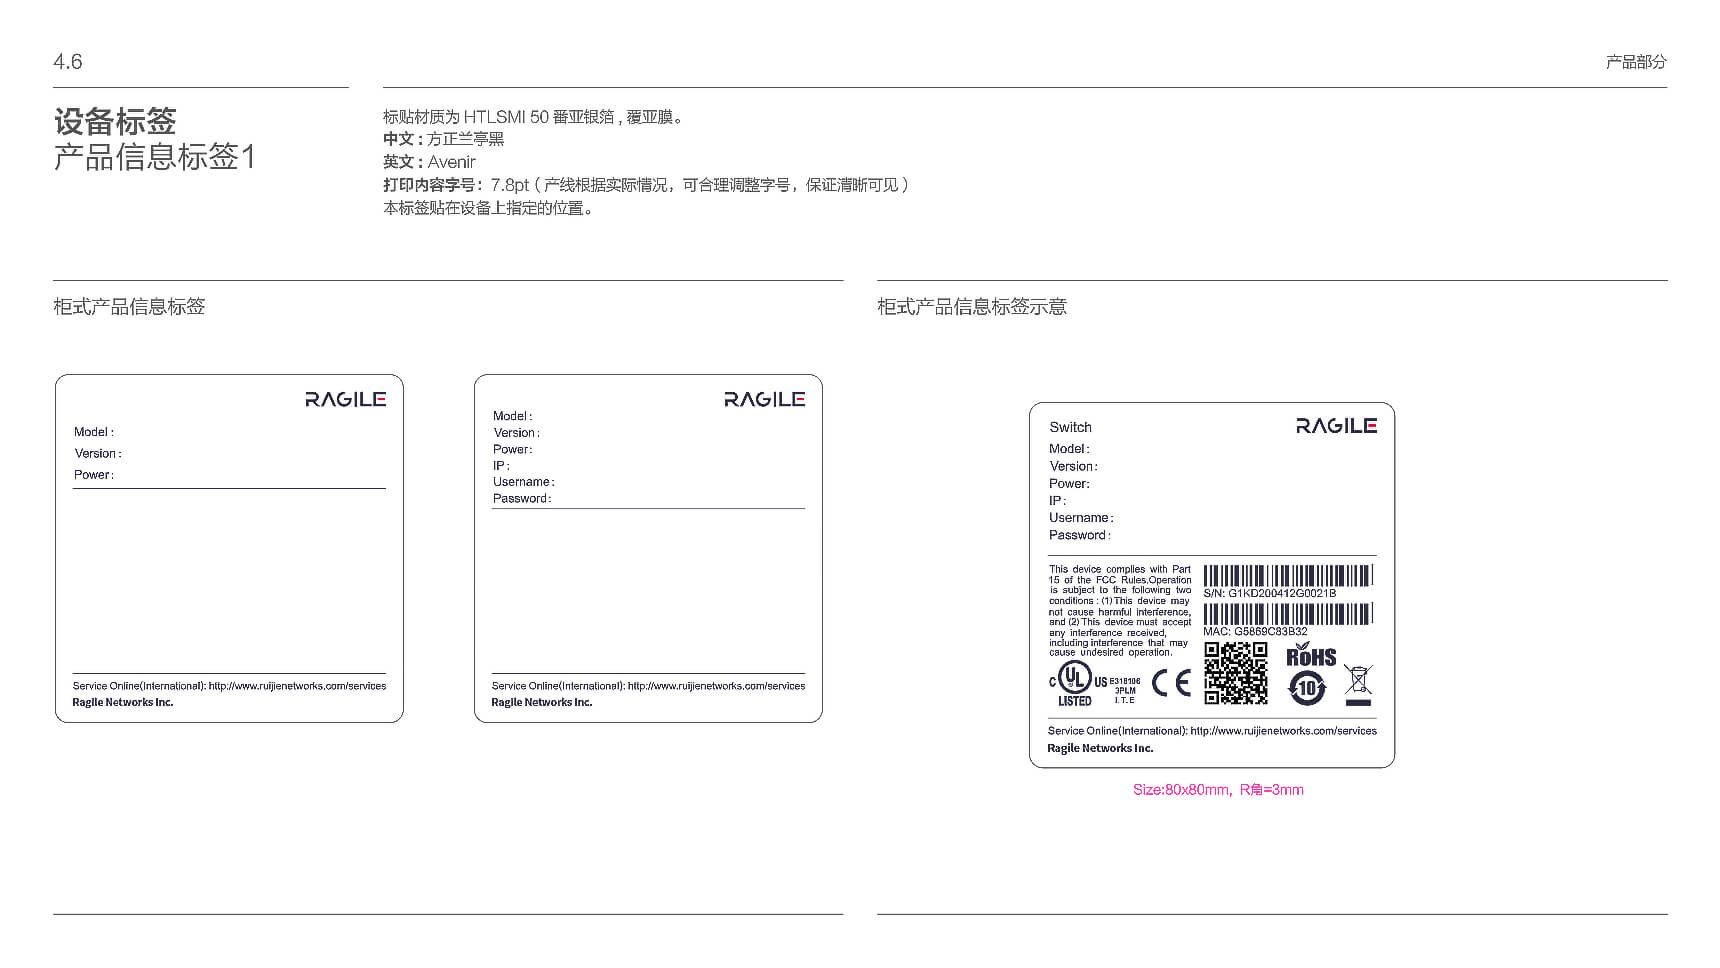 4.6
产品部分
设备标签
产品信息标签1
标贴材质为 HTLSMI 50 番亚银箔 , 覆亚膜。
中文 : 方正兰亭黑
英文 : Avenir
打印内容字号： 7.8pt（产线根据实际情况，可合理调整字号，保证清晰可见）
本标签贴在设备上指定的位置。
柜式产品信息标签
RAGILE
Model :
Version :
Power :
Service Online(International): http://www.ruijienetworks.com/services
Ragile Networks Inc.
RAGILE
Model :
Version :
Power :
IP :
Username :
Password :
Service Online(International): http://www.ruijienetworks.com/services
Ragile Networks Inc.
柜式产品信息标签示意
Switch
RAGILE
Model :
Version :
Power :
IP :
Username :
Password :
This device complies with Part
15 of the FCC Rules.Operation
is subject to the following two
conditions : (1) This device may
not cause harmful interference,
and (2) This device must accept
any interference received,
including interference that may
cause undesired operation.
S/N: G1KD200412G0021B
MAC: G5869C83B32
C UL US
LISTED
E318106
3PLM
I.T.E
CE
RoHS
10
Service Online(International): http://www.ruijienetworks.com/services
Ragile Networks Inc.
Size:80x80mm, R角=3mm